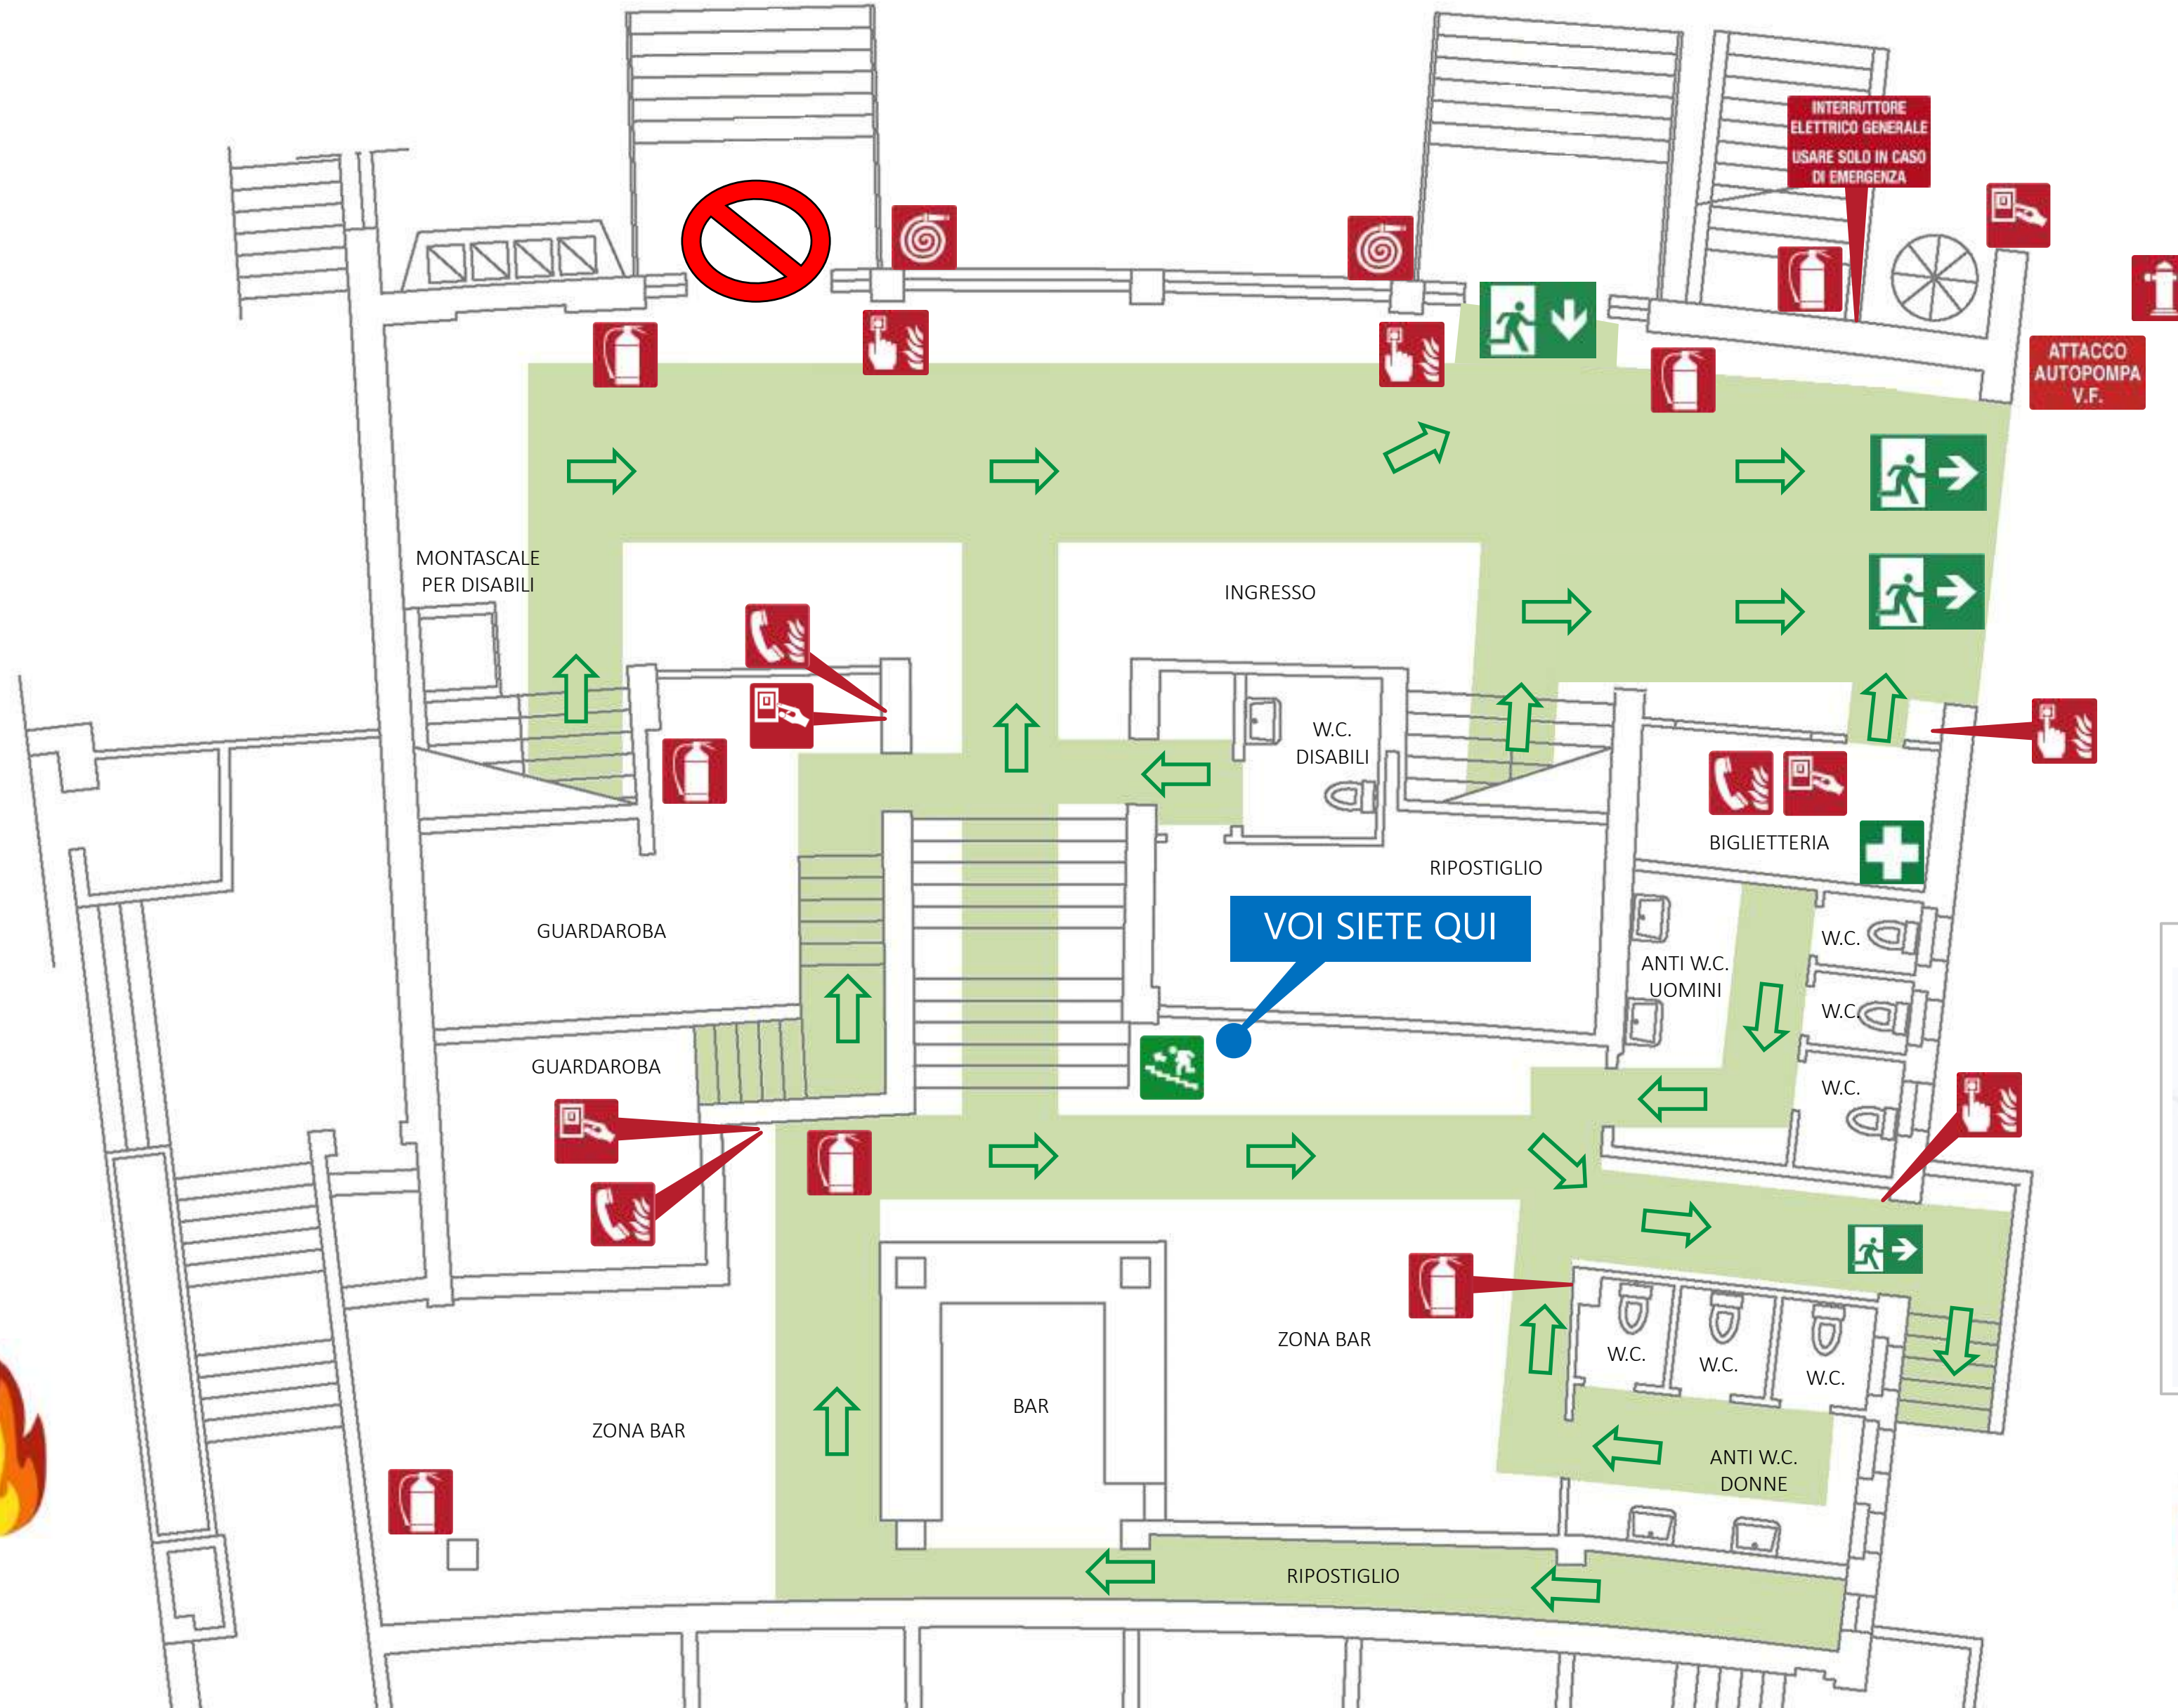 INTERRUTTORE
ELETTRICO GENERALE
USARE SOLO IN CASO
DI EMERGENZA
ATTACCO
AUTOPOMPA
V.F.
MONTASCALE
PER DISABILI
INGRESSO
W.C.
DISABILI
RIPOSTIGLIO
BIGLIETTERIA
GUARDAROBA
VOI SIETE QUI
W.C.
ANTI W.C.
UOMINI
W.C.
GUARDAROBA
W.C.
ZONA BAR
W.C.
W.C.
W.C.
BAR
ZONA BAR
ANTI W.C.
DONNE
RIPOSTIGLIO